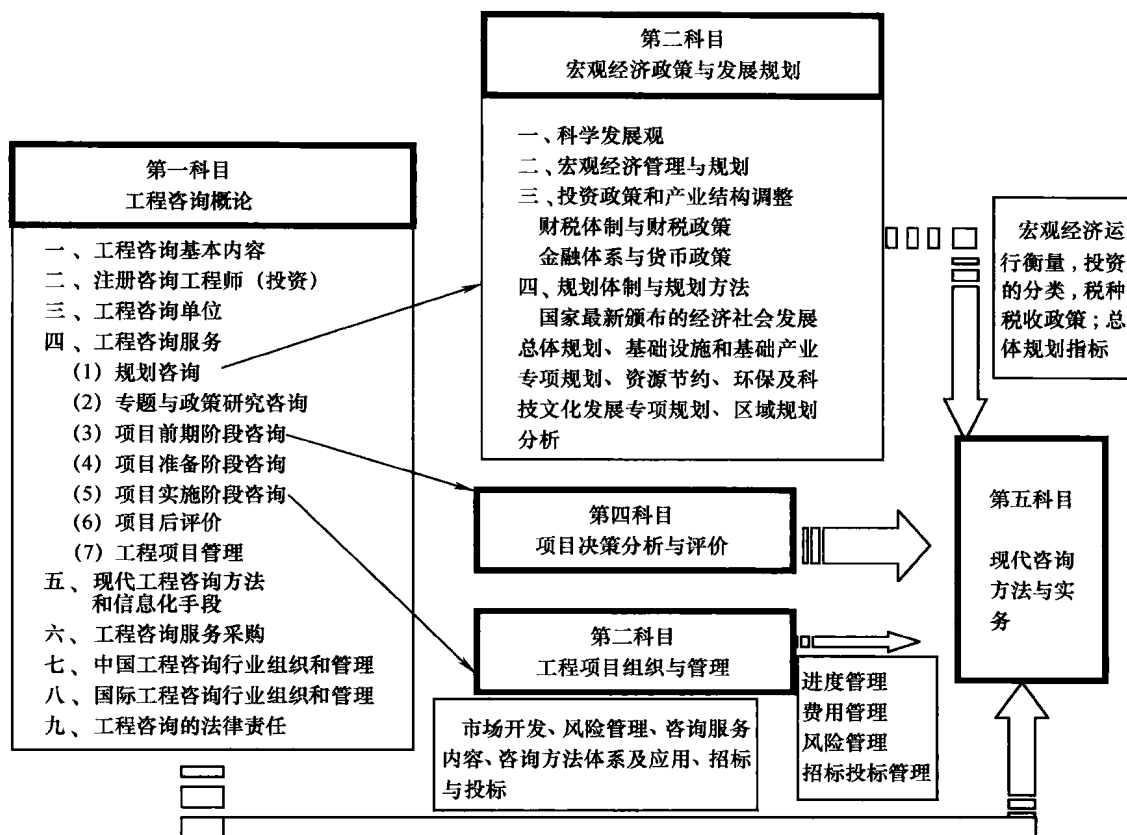 第一科目
工程咨询概论
一、工程咨询基本内容
二、注册咨询工程师（投资）
三、工程咨询单位
四、工程咨询服务
(1) 规划咨询
(2) 专题与政策研究咨询
(3) 项目前期阶段咨询
(4) 项目准备阶段咨询
(5) 项目实施阶段咨询
(6) 项目后评价
(7) 工程项目管理
五、现代工程咨询方法
和信息化手段
六、工程咨询服务采购
七、中国工程咨询行业组织和管理
八、国际工程咨询行业组织和管理
九、工程咨询的法律责任
第二科目
宏观经济政策与发展规划
一、科学发展观
二、宏观经济管理与规划
三、投资政策和产业结构调整
财税体制与财税政策
金融体系与货币政策
四、规划体制与规划方法
国家最新颁布的经济社会发展
总体规划、基础设施和基础产业
专项规划、资源节约、环保及科
技文化发展专项规划、区域规划
分析
第四科目
项目决策分析与评价
第二科目
工程项目组织与管理
市场开发、风险管理、咨询服务
内容、咨询方法体系及应用、招标
与投标
进度管理
费用管理
风险管理
招标投标管理
宏观经济运
行衡量，投资
的分类，税种
税收政策；总
体规划指标
第五科目
现代咨询
方法与实
务